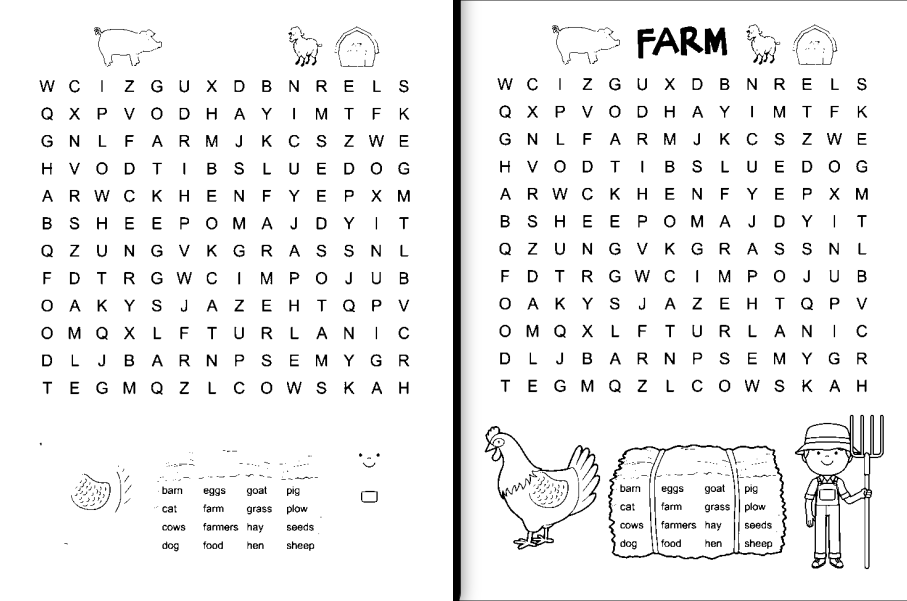 W C I Z G U X D B N R E L S
Q X P V O D H A Y I M T F K
G N L F A R M J K C S Z W E
H V O D T I B S L U E D O G
A R W C K H E N F Y E P X M
B S H E E P O M A J D Y I T
Q Z U N G V K G R A S S N L
F D T R G W C I M P O J U B
O A K Y S J A Z E H T Q P V
O M Q X L F T U R L A N I C
D L J B A R N P S E M Y G R
T E G M Q Z L C O W S K A H
barn eggs goat pig
cat farm grass plow
cows farmers hay seeds
dog food hen sheep
FARM
W C I Z G U X D B N R E L S
Q X P V O D H A Y I M T F K
G N L F A R M J K C S Z W E
H V O D T I B S L U E D O G
A R W C K H E N F Y E P X M
B S H E E P O M A J D Y I T
Q Z U N G V K G R A S S N L
F D T R G W C I M P O J U B
O A K Y S J A Z E H T Q P V
O M Q X L F T U R L A N I C
D L J B A R N P S E M Y G R
T E G M Q Z L C O W S K A H
barn eggs goat pig
cat farm grass plow
cows farmers hay seeds
dog food hen sheep